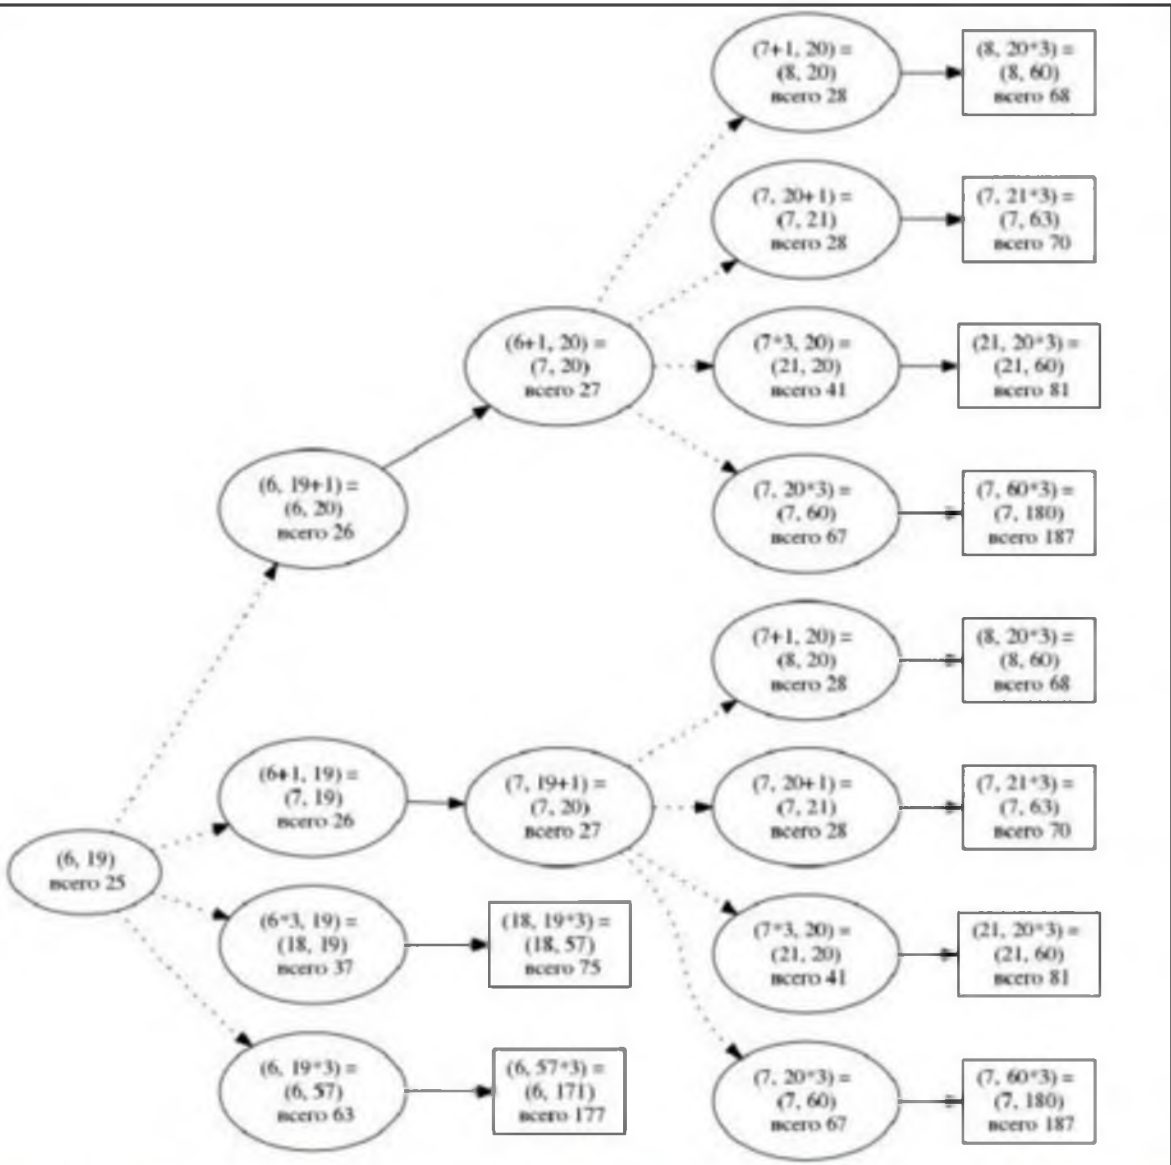 (7+1, 20) =
(8, 20)
всего 28
(8, 20*3) =
(8, 60)
всего 68
(7, 20+1) =
(7, 21)
всего 28
(7, 21*3) =
(7, 63)
всего 70
(6+1, 20) =
(7, 20)
всего 27
(7*3, 20) =
(21, 20)
всего 41
(21, 20*3) =
(21, 60)
всего 81
(6, 19+1) =
(6, 20)
всего 26
(7, 20*3) =
(7, 60)
всего 67
(7, 60*3) =
(7, 180)
всего 187
(7+1, 20) =
(8, 20)
всего 28
(8, 20*3) =
(8, 60)
всего 68
(6+1, 19) =
(7, 19)
всего 26
(7, 19+1) =
(7, 20)
всего 27
(7, 20+1) =
(7, 21)
всего 28
(7, 21*3) =
(7, 63)
всего 70
(6, 19)
всего 25
(6*3, 19) =
(18, 19)
всего 37
(18, 19*3) =
(18, 57)
всего 75
(7*3, 20) =
(21, 20)
всего 41
(21, 20*3) =
(21, 60)
всего 81
(6, 19*3) =
(6, 57)
всего 63
(6, 57*3) =
(6, 171)
всего 177
(7, 20*3) =
(7, 60)
всего 67
(7, 60*3) =
(7, 180)
всего 187